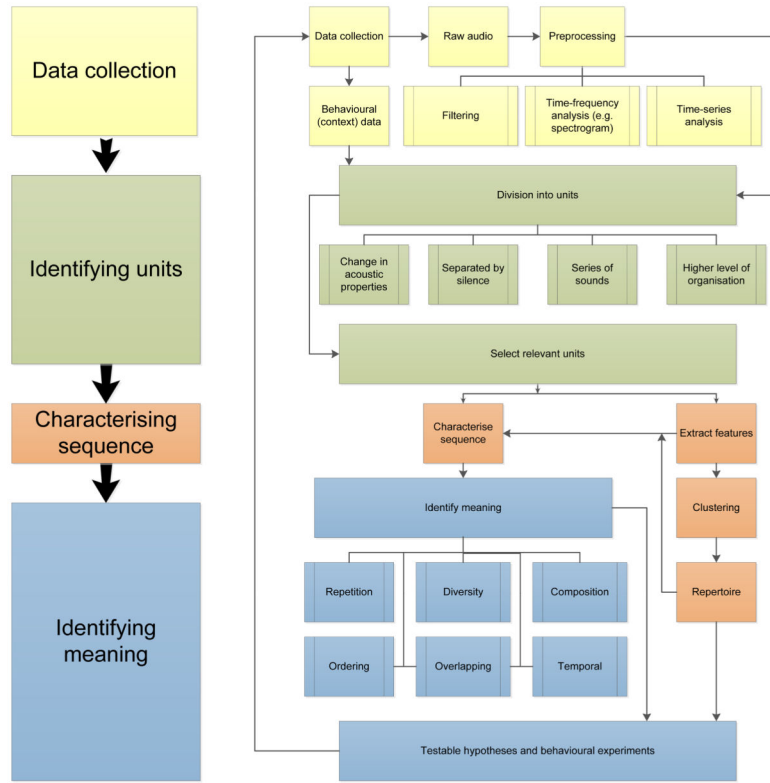 Data collection
Identifying units
Characterising
sequence
Identifying
meaning
Data collection
Raw audio
Preprocessing
Behavioural
(context) data
Filtering
Time-frequency
analysis (e.g.
spectrogram)
Time-series
analysis
Division into units
Change in
acoustic
properties
Separated by
silence
Series of
sounds
Higher level of
organisation
Select relevant units
Characterise
sequence
Extract features
Identify meaning
Clustering
Repetition
Diversity
Composition
Repertoire
Ordering
Overlapping
Temporal
Testable hypotheses and behavioural experiments